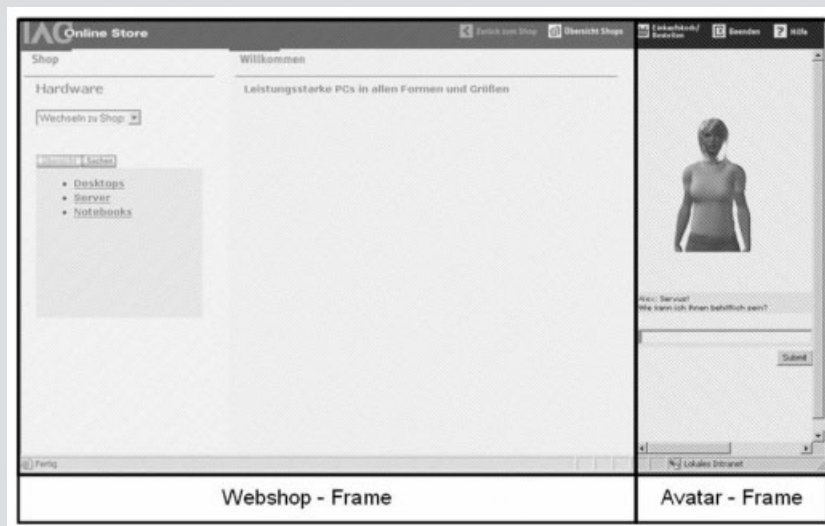 IAG Online Store
Zurück zum Shop
Übersicht Shops
Einkaufskorb/
Bestellen
Beenden
Hilfe
Shop
Willkommen
Hardware
Leistungsstarke PCs in allen Formen und Größen
Wechseln zu Shop:
Übersicht
Suchen
Desktops
Server
Notebooks
Alex: Servus!
Wie kann ich Ihnen behilflich sein?
Submit
Fertig
Lokales Intranet
Webshop - Frame
Avatar - Frame